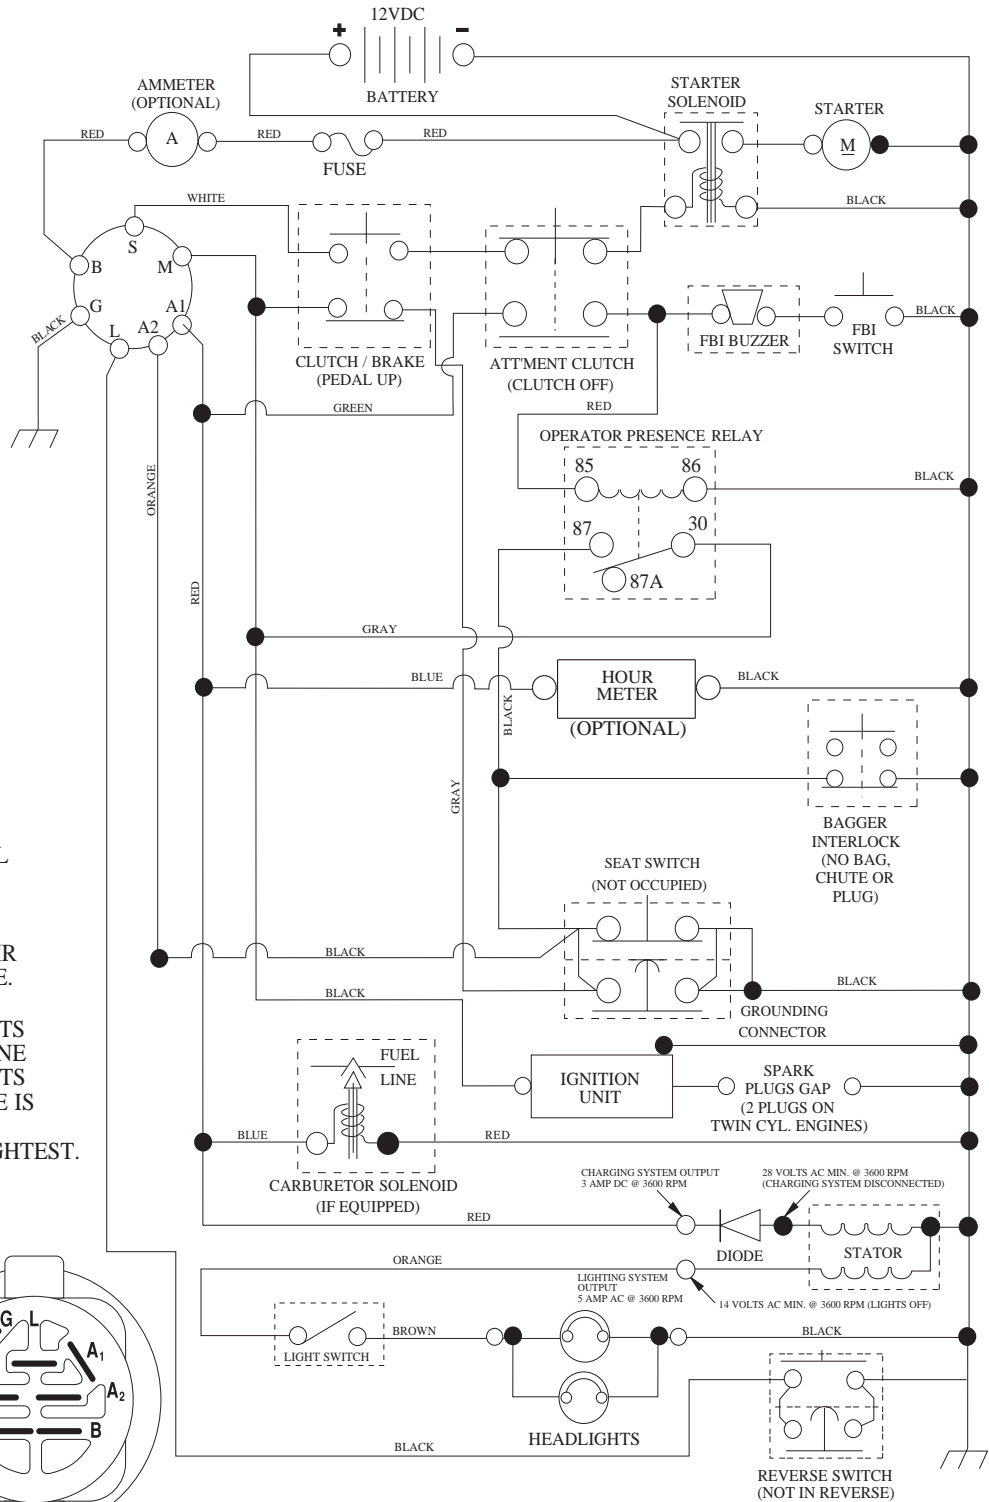 12VDC
+
-
BATTERY
AMMETER
(OPTIONAL)
STARTER
SOLENOID
STARTER
RED
A
RED
RED
FUSE
M
WHITE
BLACK
S
B
M
G
A1
L
A2
BLACK
CLUTCH / BRAKE
(PEDAL UP)
ATT'MENT CLUTCH
(CLUTCH OFF)
FBI BUZZER
FBI
SWITCH
BLACK
GREEN
RED
OPERATOR PRESENCE RELAY
85
86
BLACK
87
30
87A
ORANGE
RED
GRAY
BLUE
HOUR
METER
(OPTIONAL)
BLACK
BLACK
GRAY
BAGGER
INTERLOCK
(NO BAG,
CHUTE OR
PLUG)
SEAT SWITCH
(NOT OCCUPIED)
BLACK
BLACK
BLACK
GROUNDING
CONNECTOR
FUEL
LINE
IGNITION
UNIT
SPARK
PLUGS GAP
(2 PLUGS ON
TWIN CYL. ENGINES)
BLUE
RED
CARBURETOR SOLENOID
(IF EQUIPPED)
CHARGING SYSTEM OUTPUT
3 AMP DC @ 3600 RPM
28 VOLTS AC MIN. @ 3600 RPM
(CHARGING SYSTEM DISCONNECTED)
RED
DIODE
STATOR
ORANGE
LIGHTING SYSTEM
OUTPUT
5 AMP AC @ 3600 RPM
14 VOLTS AC MIN. @ 3600 RPM (LIGHTS OFF)
LIGHT SWITCH
BROWN
BLACK
HEADLIGHTS
BLACK
REVERSE SWITCH
(NOT IN REVERSE)
E IS
G
L
A1
A2
B